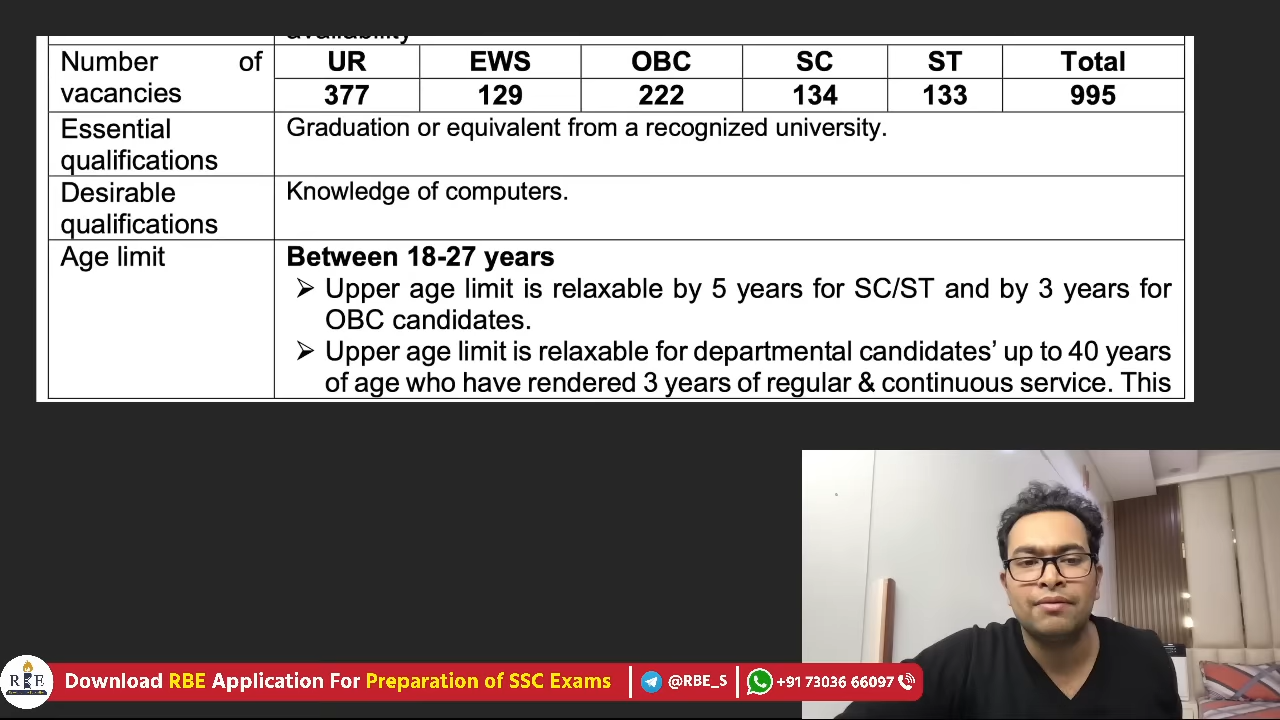 availability
Number of vacancies
UR EWS OBC SC ST Total
377 129 222 134 133 995
Essential qualifications
Graduation or equivalent from a recognized university.
Desirable qualifications
Knowledge of computers.
Age limit
Between 18-27 years
➢ Upper age limit is relaxable by 5 years for SC/ST and by 3 years for
OBC candidates.
➢ Upper age limit is relaxable for departmental candidates’ up to 40 years
of age who have rendered 3 years of regular & continuous service. This
RBE
Download RBE Application For Preparation of SSC Exams
@RBE_S
+91 73036 66097